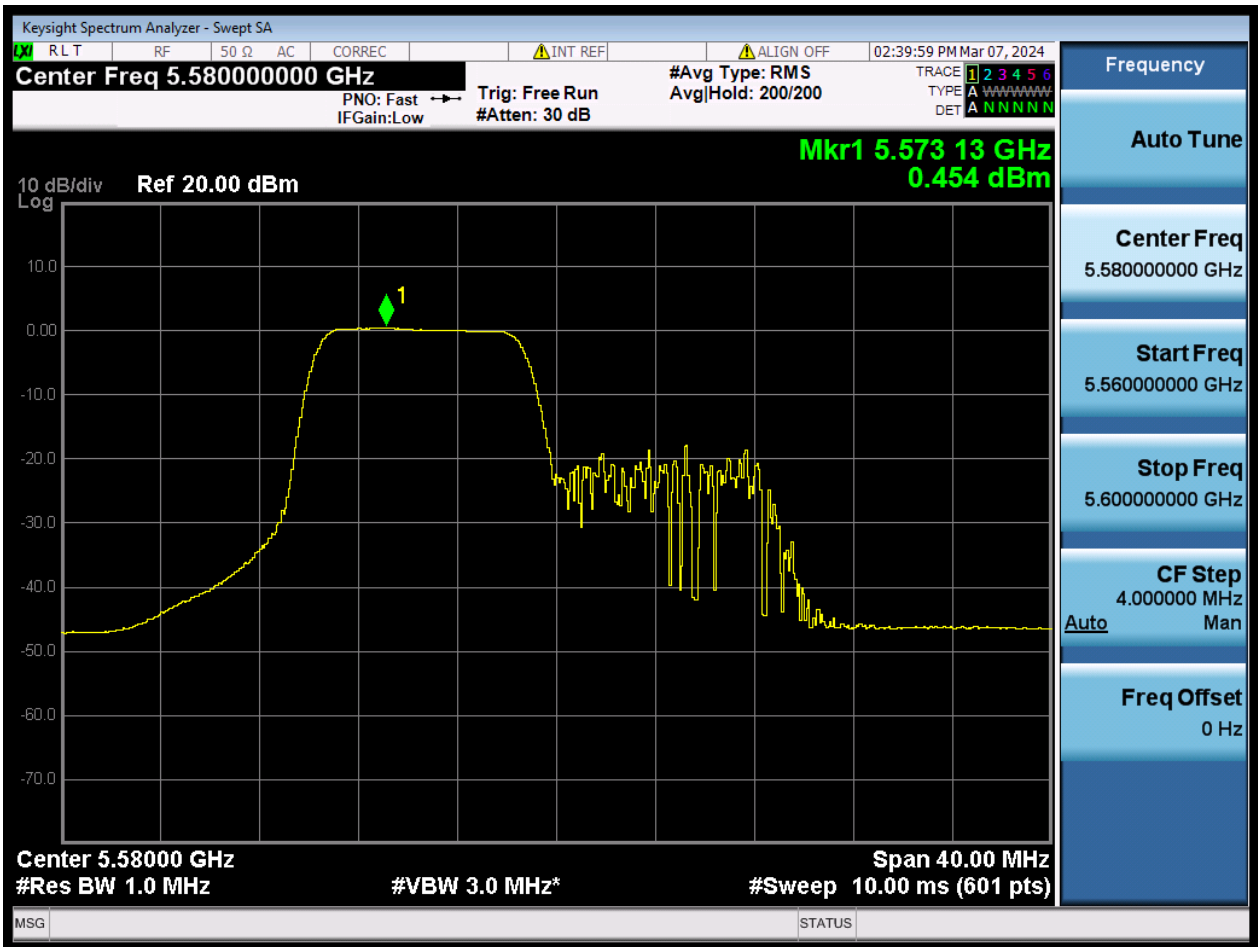 Keysight Spectrum Analyzer - Swept SA
LXI RLT RF 50 Ω AC CORREC ⚠INT REF ⚠ALIGN OFF 02:39:59 PM Mar 07, 2024
Center Freq 5.580000000 GHz
PNO: Fast
IFGain:Low
Trig: Free Run
#Atten: 30 dB
#Avg Type: RMS
Avg|Hold: 200/200
TRACE 1 2 3 4 5 6
TYPE A WWWWW
DET A N N N N N
Mkr1 5.573 13 GHz
0.454 dBm
10 dB/div Ref 20.00 dBm
Log
10.0
0.00
-10.0
-20.0
-30.0
-40.0
-50.0
-60.0
-70.0
1
Center 5.58000 GHz Span 40.00 MHz
#Res BW 1.0 MHz #VBW 3.0 MHz* #Sweep 10.00 ms (601 pts)
MSG STATUS
Frequency
Auto Tune
Center Freq
5.580000000 GHz
Start Freq
5.560000000 GHz
Stop Freq
5.600000000 GHz
CF Step
4.000000 MHz
Auto Man
Freq Offset
0 Hz